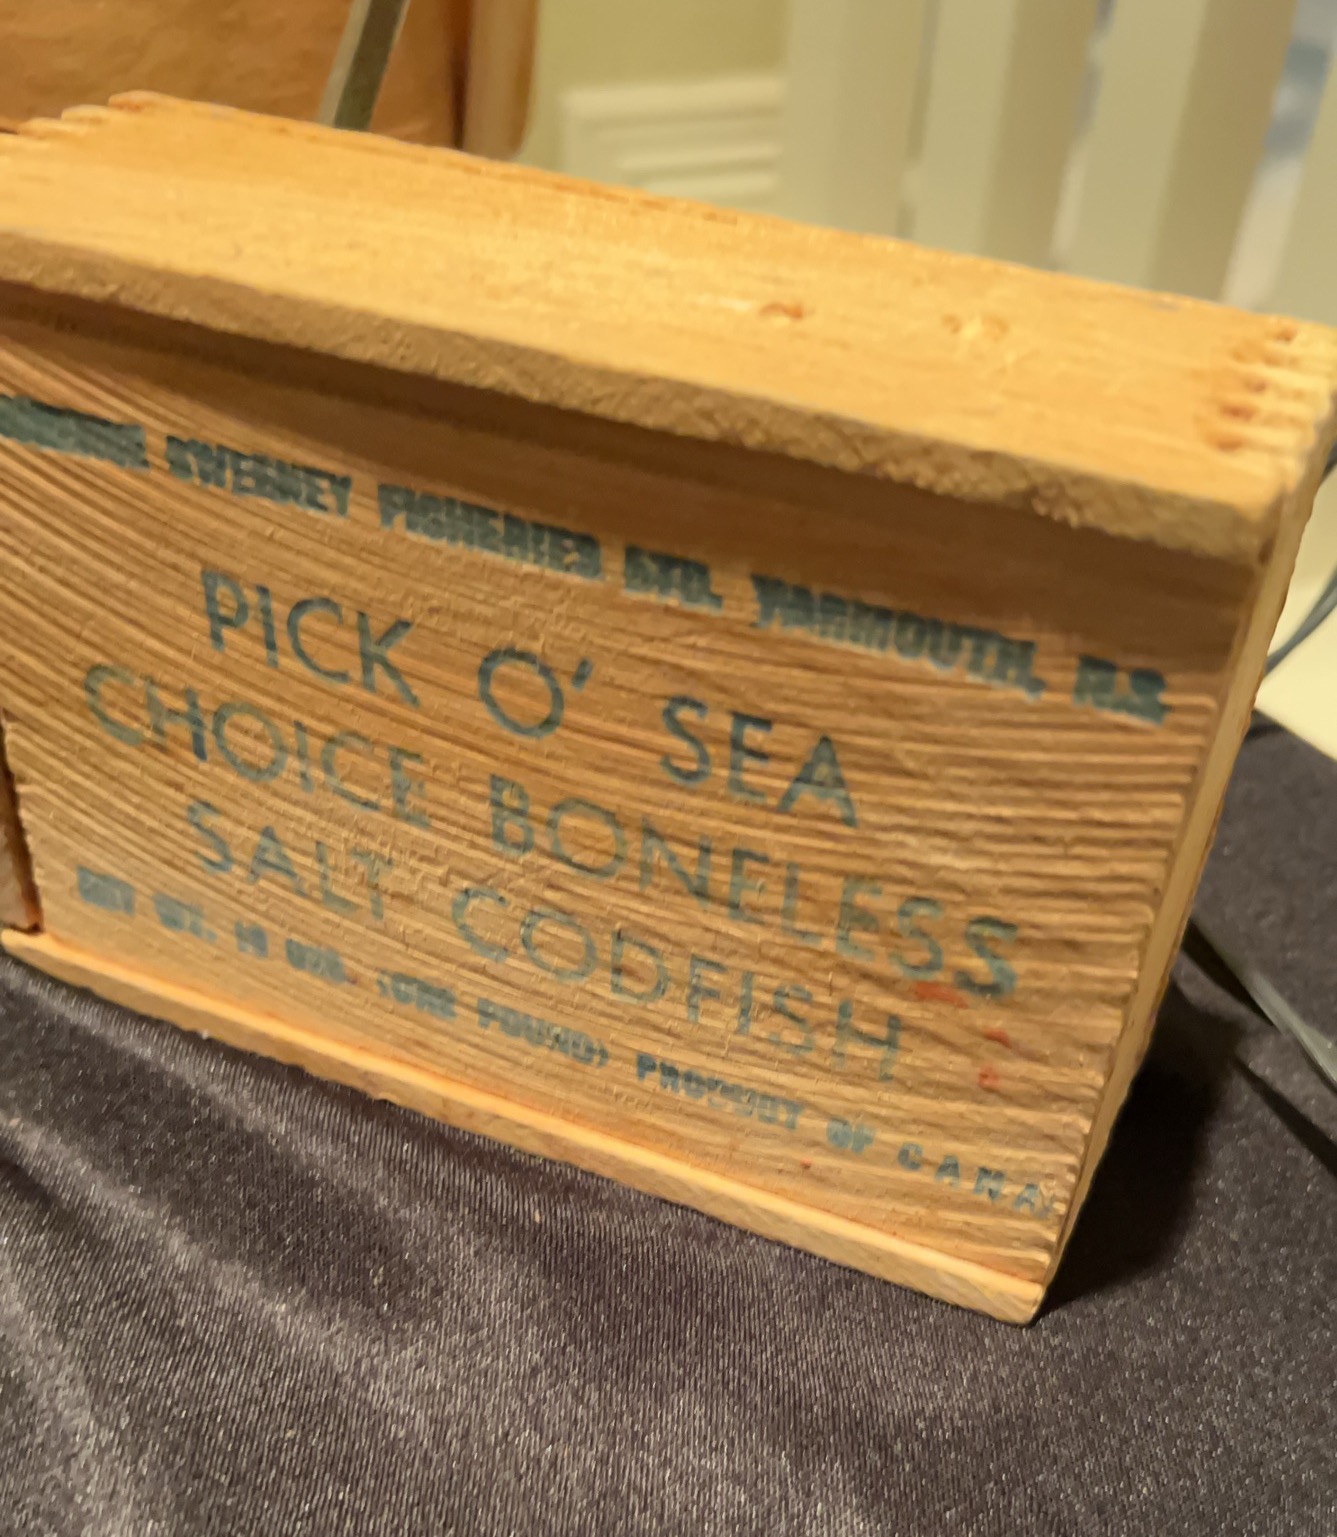 SWEENEY FISHERIES LTD. YARMOUTH, N.S.
PICK O' SEA
CHOICE BONELESS
SALT CODFISH
NET WT. 16 OZS. (ONE POUND) PRODUCT OF CANA